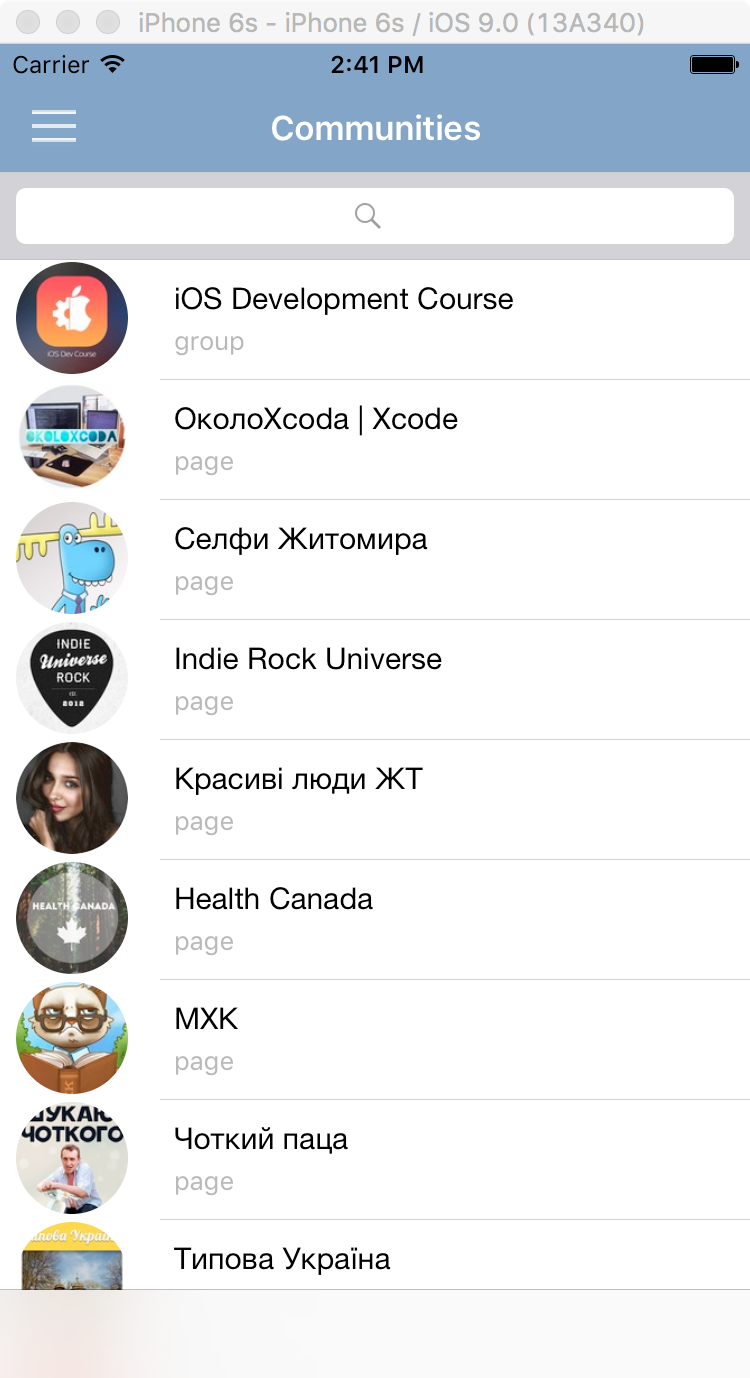 iPhone 6s - iPhone 6s / iOS 9.0 (13A340)
Carrier
2:41 PM
Communities
iOS Dev Course
iOS Development Course
group
OKOLOXCODA
ОколоXcoda | Xcode
page
Селфи Житомира
page
INDIE
Universe
ROCK
2012
Indie Rock Universe
page
Красиві люди ЖТ
page
HEALTH CANADA
Health Canada
page
МХК
page
ШУКАЮ
ЧОТКОГО
Чоткий паца
page
Типова Україна